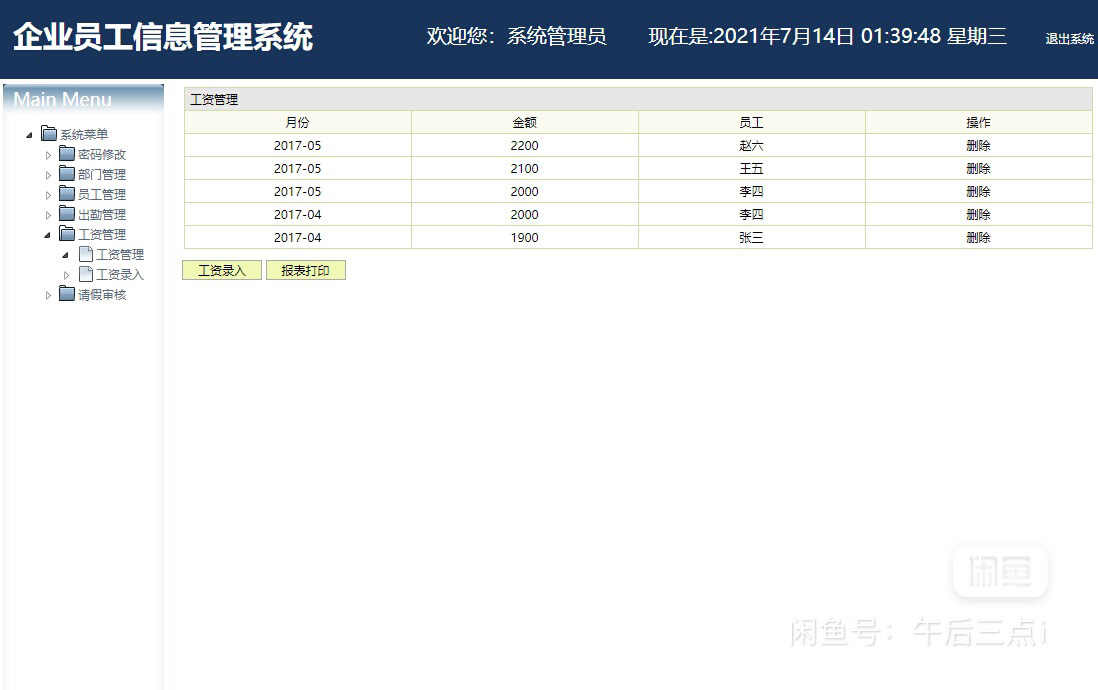 企业员工信息管理系统 欢迎您：系统管理员 现在是:2021年7月14日 01:39:48 星期三 退出系统
Main Menu
系统菜单
密码修改
部门管理
员工管理
出勤管理
工资管理
工资管理
工资录入
请假审核
工资管理
月份 金额 员工 操作
2017-05 2200 赵六 删除
2017-05 2100 王五 删除
2017-05 2000 李四 删除
2017-04 2000 李四 删除
2017-04 1900 张三 删除
工资录入 报表打印
闲鱼
闲鱼号：午后三点i